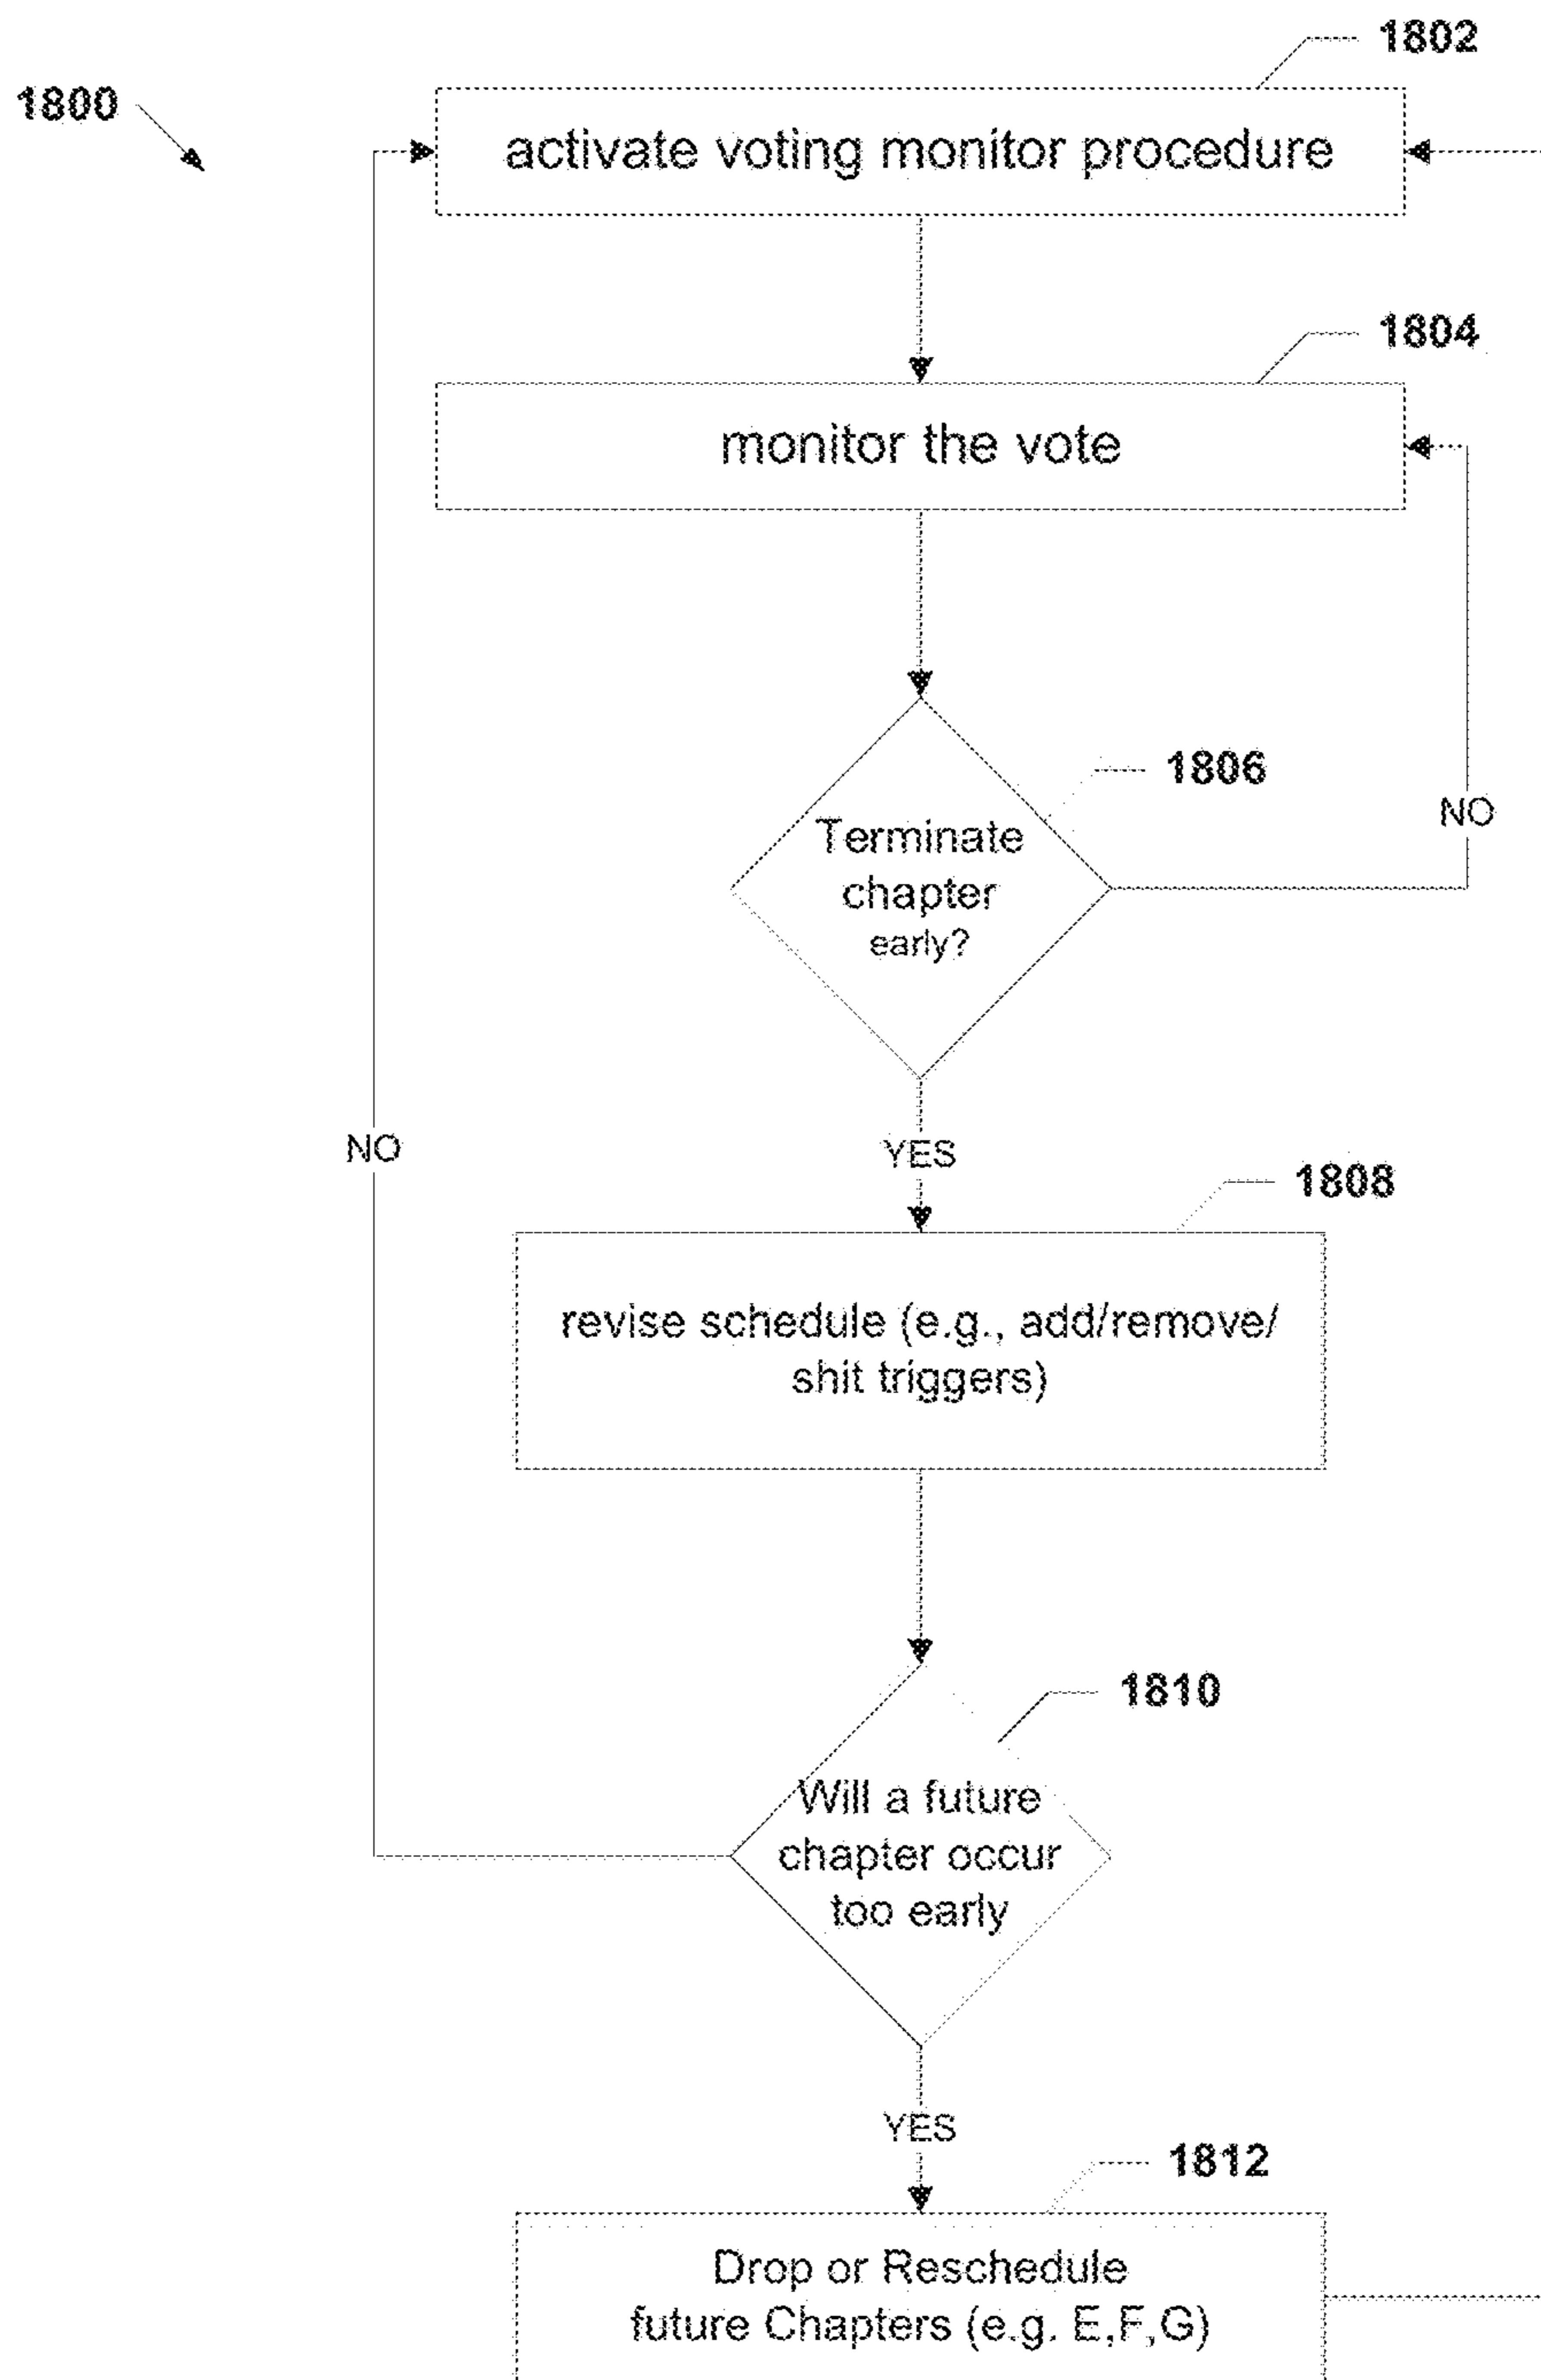 1802
1800
activate voting monitor procedure
1804
monitor the vote
1806
Terminate
chapter
early?
NO
NO
YES
1808
revise schedule (e.g., add/remove/
shit triggers)
1810
Will a future
chapter occur
too early
YES
1812
Drop or Reschedule
future Chapters (e.g. E,F,G)